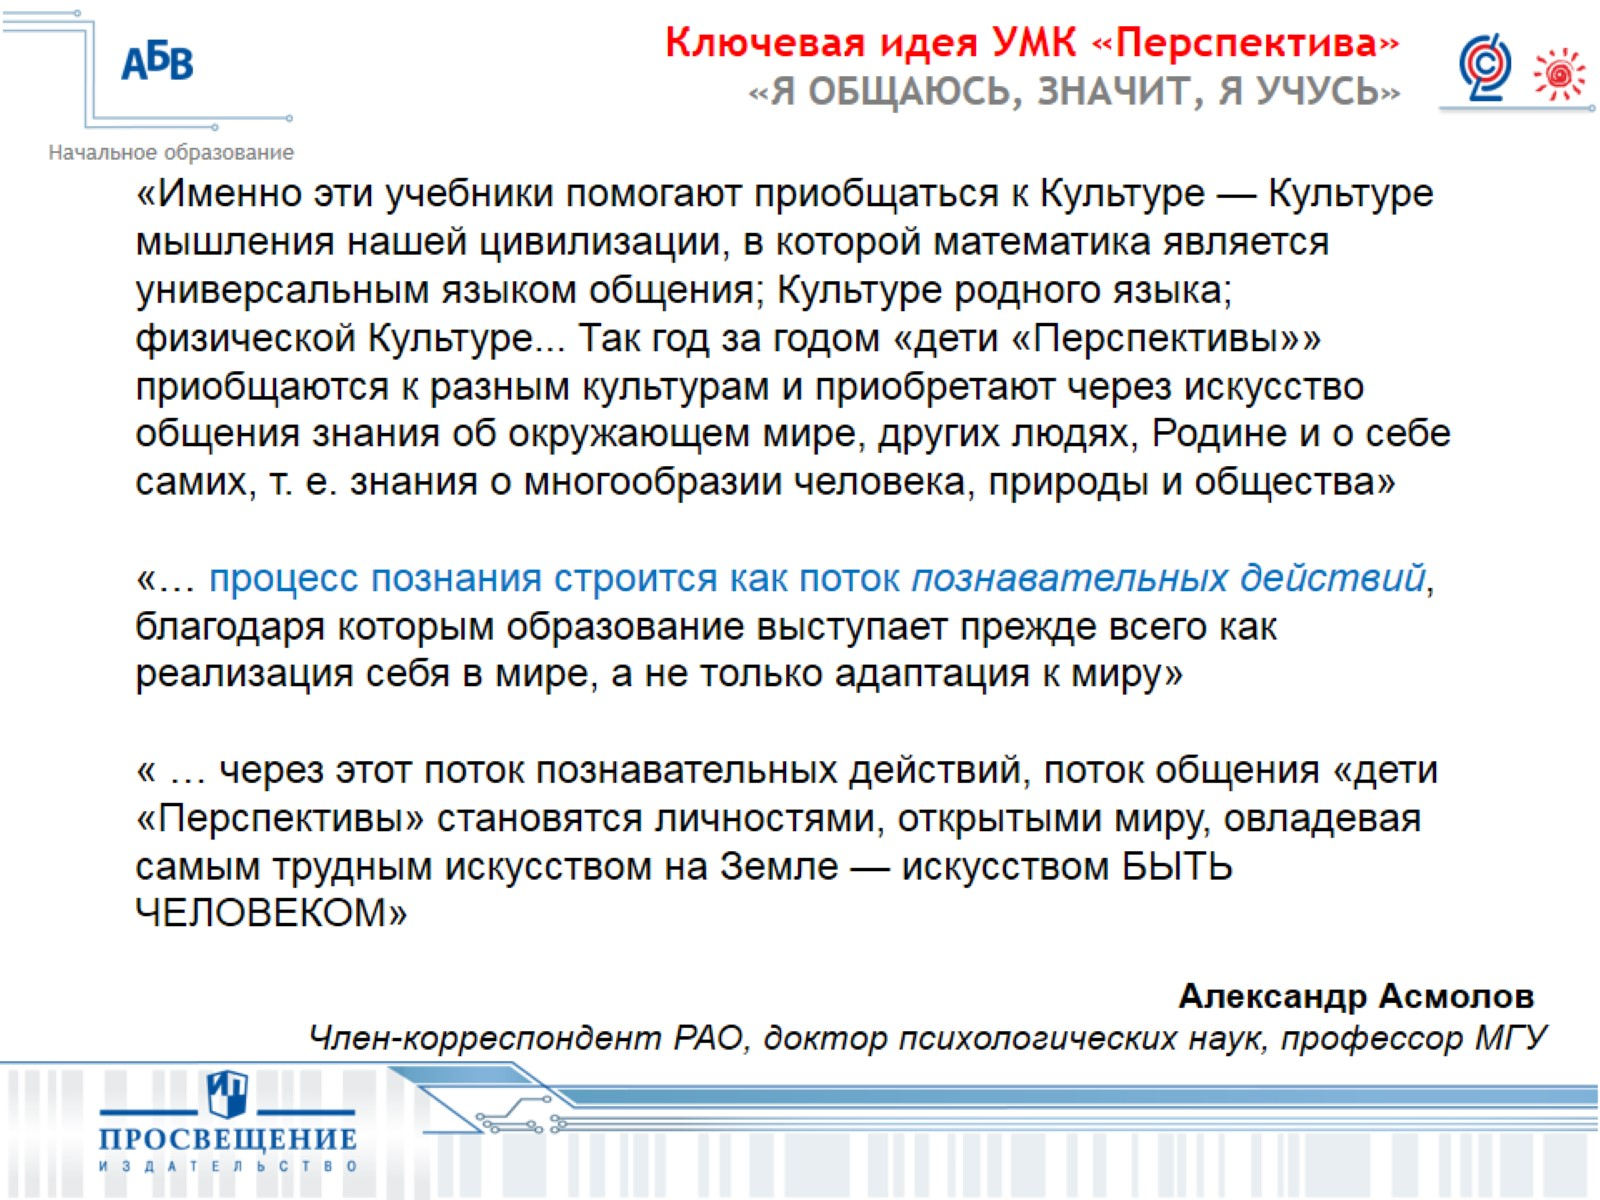 АБВ
Начальное образование
Ключевая идея УМК «Перспектива»
«Я ОБЩАЮСЬ, ЗНАЧИТ, Я УЧУСЬ»
«Именно эти учебники помогают приобщаться к Культуре — Культуре
мышления нашей цивилизации, в которой математика является
универсальным языком общения; Культуре родного языка;
физической Культуре... Так год за годом «дети «Перспективы»»
приобщаются к разным культурам и приобретают через искусство
общения знания об окружающем мире, других людях, Родине и о себе
самих, т. е. знания о многообразии человека, природы и общества»
«… процесс познания строится как поток познавательных действий,
благодаря которым образование выступает прежде всего как
реализация себя в мире, а не только адаптация к миру»
« … через этот поток познавательных действий, поток общения «дети
«Перспективы» становятся личностями, открытыми миру, овладевая
самым трудным искусством на Земле — искусством БЫТЬ
ЧЕЛОВЕКОМ»
Александр Асмолов
Член-корреспондент РАО, доктор психологических наук, профессор МГУ
ИП
ПРОСВЕЩЕНИЕ
ИЗДАТЕЛЬСТВО